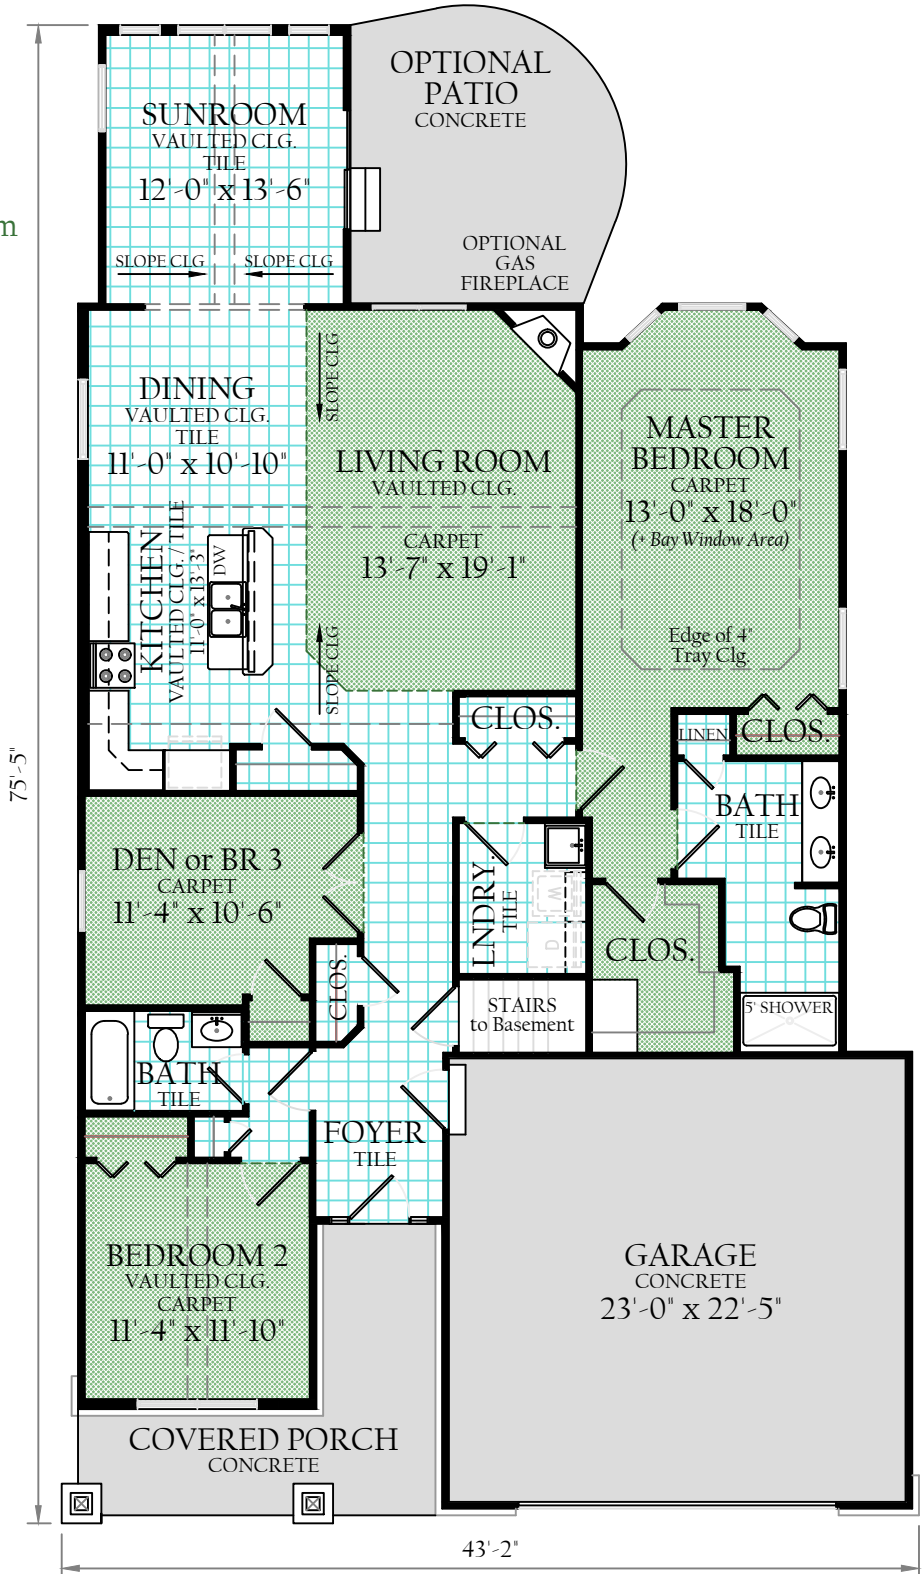 OPTIONAL
PATIO
CONCRETE
SUNROOM
VAULTED CLG.
TILE
12'-0" x 13'-6"
m
OPTIONAL
GAS
FIREPLACE
SLOPE CLG
SLOPE CLG
SLOPE CLG
DINING
VAULTED CLG.
TILE
11'-0" x 10'-10"
LIVING ROOM
VAULTED CLG.
CARPET
13'-7" x 19'-1"
MASTER
BEDROOM
CARPET
13'-0" x 18'-0"
(+ Bay Window Area)
Edge of 4"
Tray Clg.
KITCHEN
VAULTED CLG. / TILE
11'-0" x 13'-3"
DW
SLOPE CLG
CLOS.
LINEN
CLOS.
75'-5"
BATH
TILE
DEN or BR 3
CARPET
11'-4" x 10'-6"
LNDRY.
TILE
W
D
CLOS.
CLOS.
STAIRS
to Basement
5' SHOWER
BATH
TILE
FOYER
TILE
BEDROOM 2
VAULTED CLG.
CARPET
11'-4" x 11'-10"
GARAGE
CONCRETE
23'-0" x 22'-5"
COVERED PORCH
CONCRETE
43'-2"